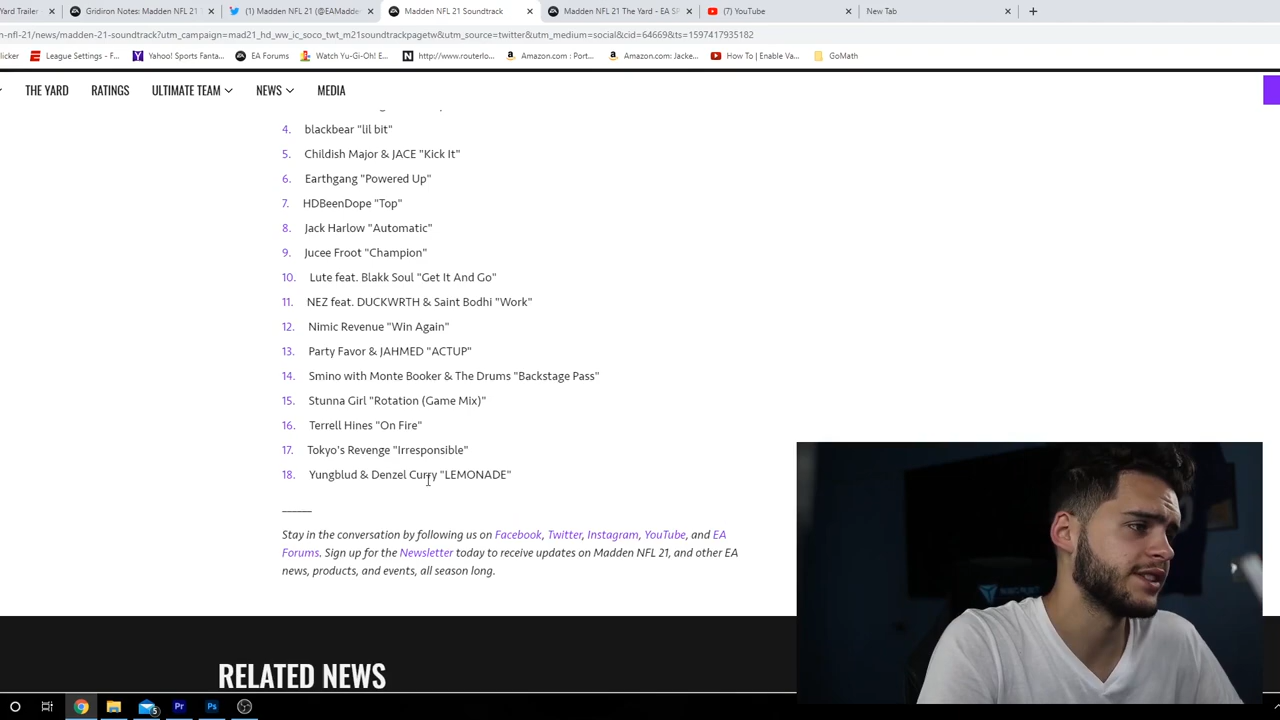 Yard Trailer
Gridiron Notes: Madden NFL 21
(1) Madden NFL 21 (@EAMadden
Madden NFL 21 Soundtrack
Madden NFL 21 The Yard - EA SP
YouTube
New Tab
-nfl-21/news/madden-21-soundtrack?utm_campaign=mad21_hd_ww_ic_soco_twt_m21soundtrackpagetw&utm_source=twitter&utm_medium=social&cid=64669&ts=1597417935182
licker
League Settings - F...
Yahoo! Sports Fanta...
EA Forums
Watch Yu-Gi-Oh! E...
http://www.routerlo...
Amazon.com : Port...
Amazon.com: Jacke...
How To | Enable Va...
GoMath
THE YARD
RATINGS
ULTIMATE TEAM
NEWS
MEDIA
4. blackbear "lil bit"
5. Childish Major & JACE "Kick It"
6. Earthgang "Powered Up"
7. HDBeenDope "Top"
8. Jack Harlow "Automatic"
9. Jucee Froot "Champion"
10. Lute feat. Blakk Soul "Get It And Go"
11. NEZ feat. DUCKWRTH & Saint Bodhi "Work"
12. Nimic Revenue "Win Again"
13. Party Favor & JAHMED "ACTUP"
14. Smino with Monte Booker & The Drums "Backstage Pass"
15. Stunna Girl "Rotation (Game Mix)"
16. Terrell Hines "On Fire"
17. Tokyo's Revenge "Irresponsible"
18. Yungblud & Denzel Curry "LEMONADE"
______
Stay in the conversation by following us on Facebook, Twitter, Instagram, YouTube, and EA
Forums. Sign up for the Newsletter today to receive updates on Madden NFL 21, and other EA
news, products, and events, all season long.
RELATED NEWS